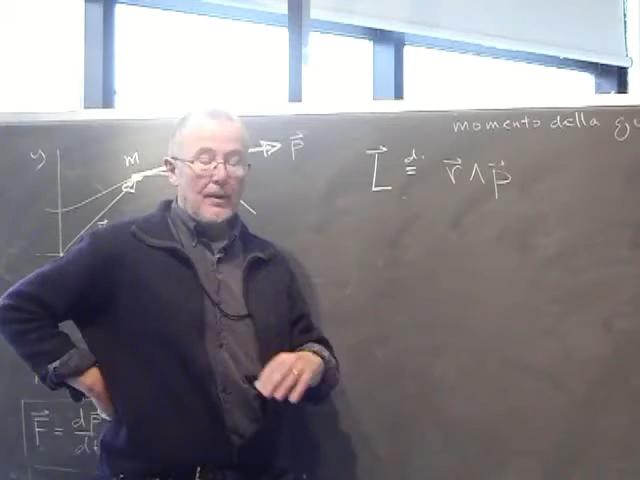 momento della
y
m
p⃗
L⃗ d. = r⃗ ∧ p⃗
F⃗ = dp⃗/dt